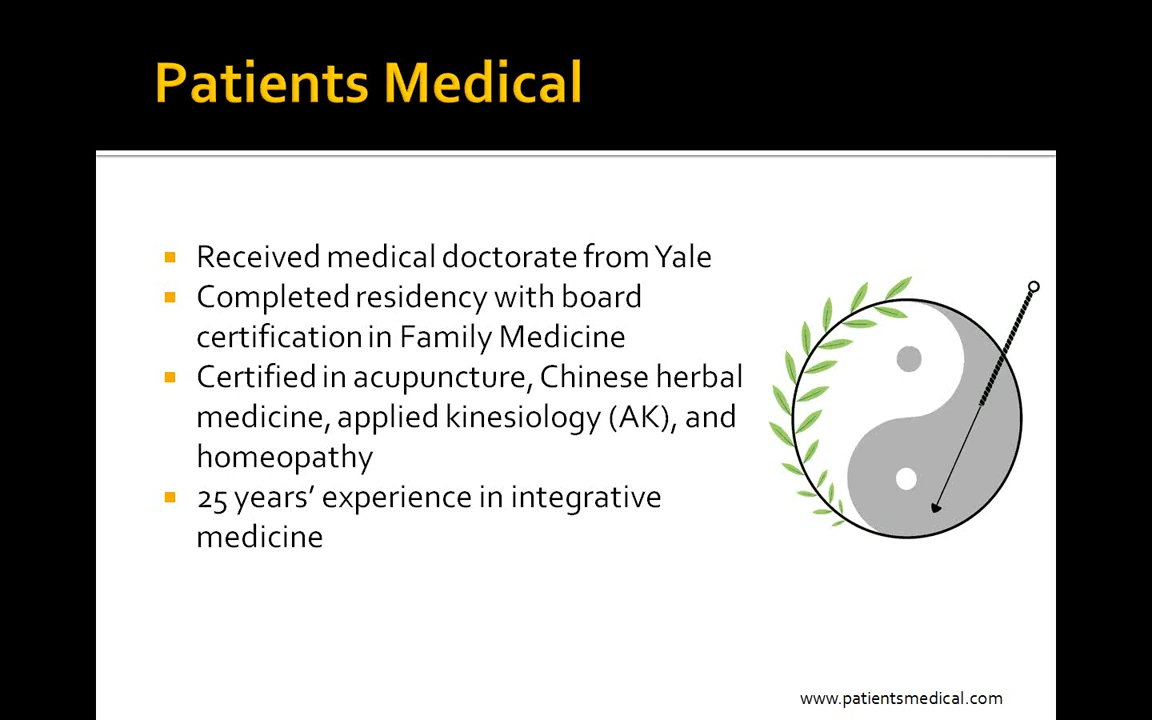 Patients Medical
Received medical doctorate from Yale
Completed residency with board
certification in Family Medicine
Certified in acupuncture, Chinese herbal
medicine, applied kinesiology (AK), and
homeopathy
25 years’ experience in integrative
medicine
www.patientsmedical.com